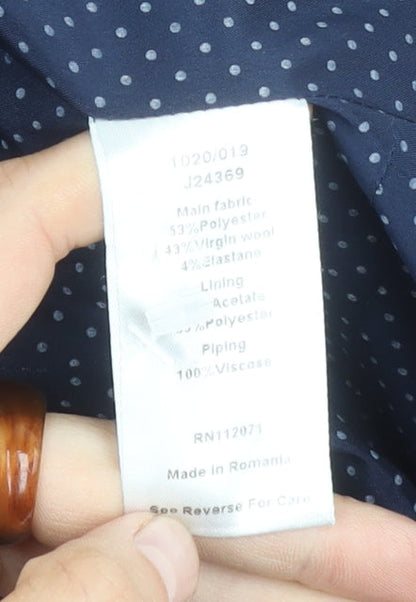 1020/019
J24369
Main fabric
53%Polyester
43%Virgin wool
4%Elastane
Lining
Acetate
%Polyester
Piping
100%Viscose
RN112071
Made in Romania
See Reverse For Care